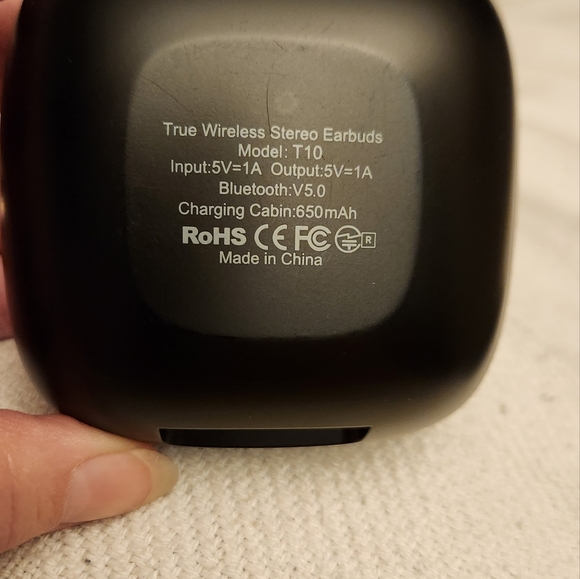 True Wireless Stereo Earbuds
Model: T10
Input:5V=1A Output:5V=1A
Bluetooth:V5.0
Charging Cabin:650mAh
RoHS CE FC R
Made in China